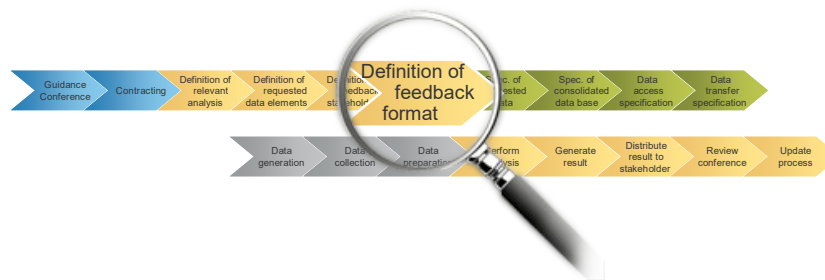 Guidance
Conference
Contracting
Definition of
relevant
analysis
Definition of
requested
data elements
Definition of
feedback
format
Spec. of
consolidated
data base
Data
access
specification
Data
transfer
specification
Data
generation
Data
collection
Data
preparation
Generate
result
Distribute
result to
stakeholder
Review
conference
Update
process